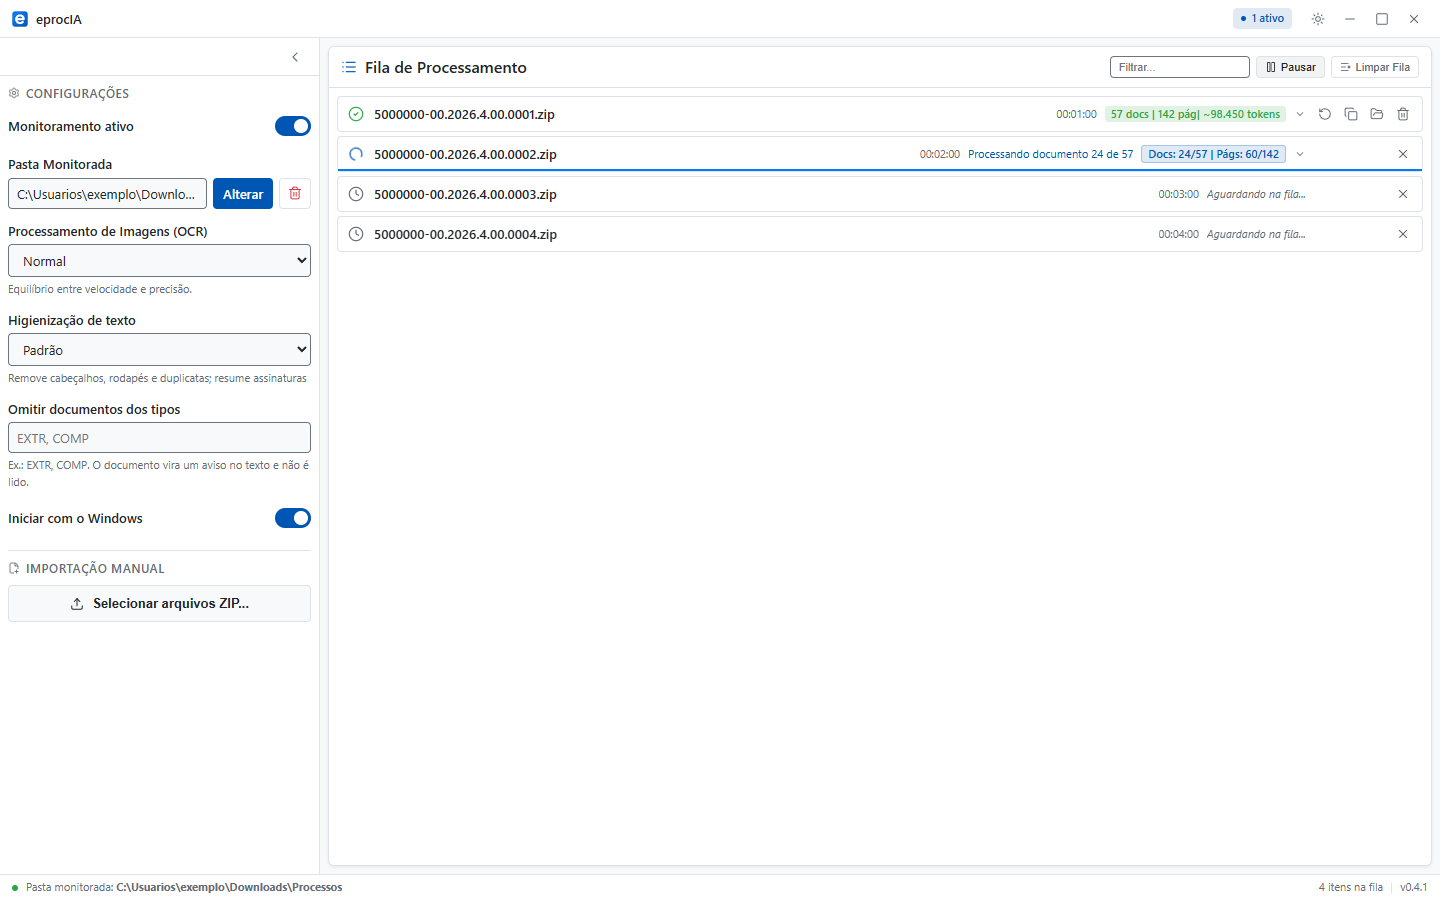 eprocIA
1 ativo
CONFIGURAÇÕES
Monitoramento ativo
Pasta Monitorada
C:\Usuarios\exemplo\Downlo...
Alterar
Processamento de Imagens (OCR)
Normal
Equilíbrio entre velocidade e precisão.
Higienização de texto
Padrão
Remove cabeçalhos, rodapés e duplicatas; resume assinaturas
Omitir documentos dos tipos
EXTR, COMP
Ex.: EXTR, COMP. O documento vira um aviso no texto e não é
lido.
Iniciar com o Windows
IMPORTAÇÃO MANUAL
Selecionar arquivos ZIP...
Fila de Processamento
Filtrar...
Pausar
Limpar Fila
5000000-00.2026.4.00.0001.zip 00:01:00 57 docs | 142 pág| ~98.450 tokens
5000000-00.2026.4.00.0002.zip 00:02:00 Processando documento 24 de 57 Docs: 24/57 | Págs: 60/142
5000000-00.2026.4.00.0003.zip 00:03:00 Aguardando na fila...
5000000-00.2026.4.00.0004.zip 00:04:00 Aguardando na fila...
Pasta monitorada: C:\Usuarios\exemplo\Downloads\Processos
4 itens na fila | v0.4.1